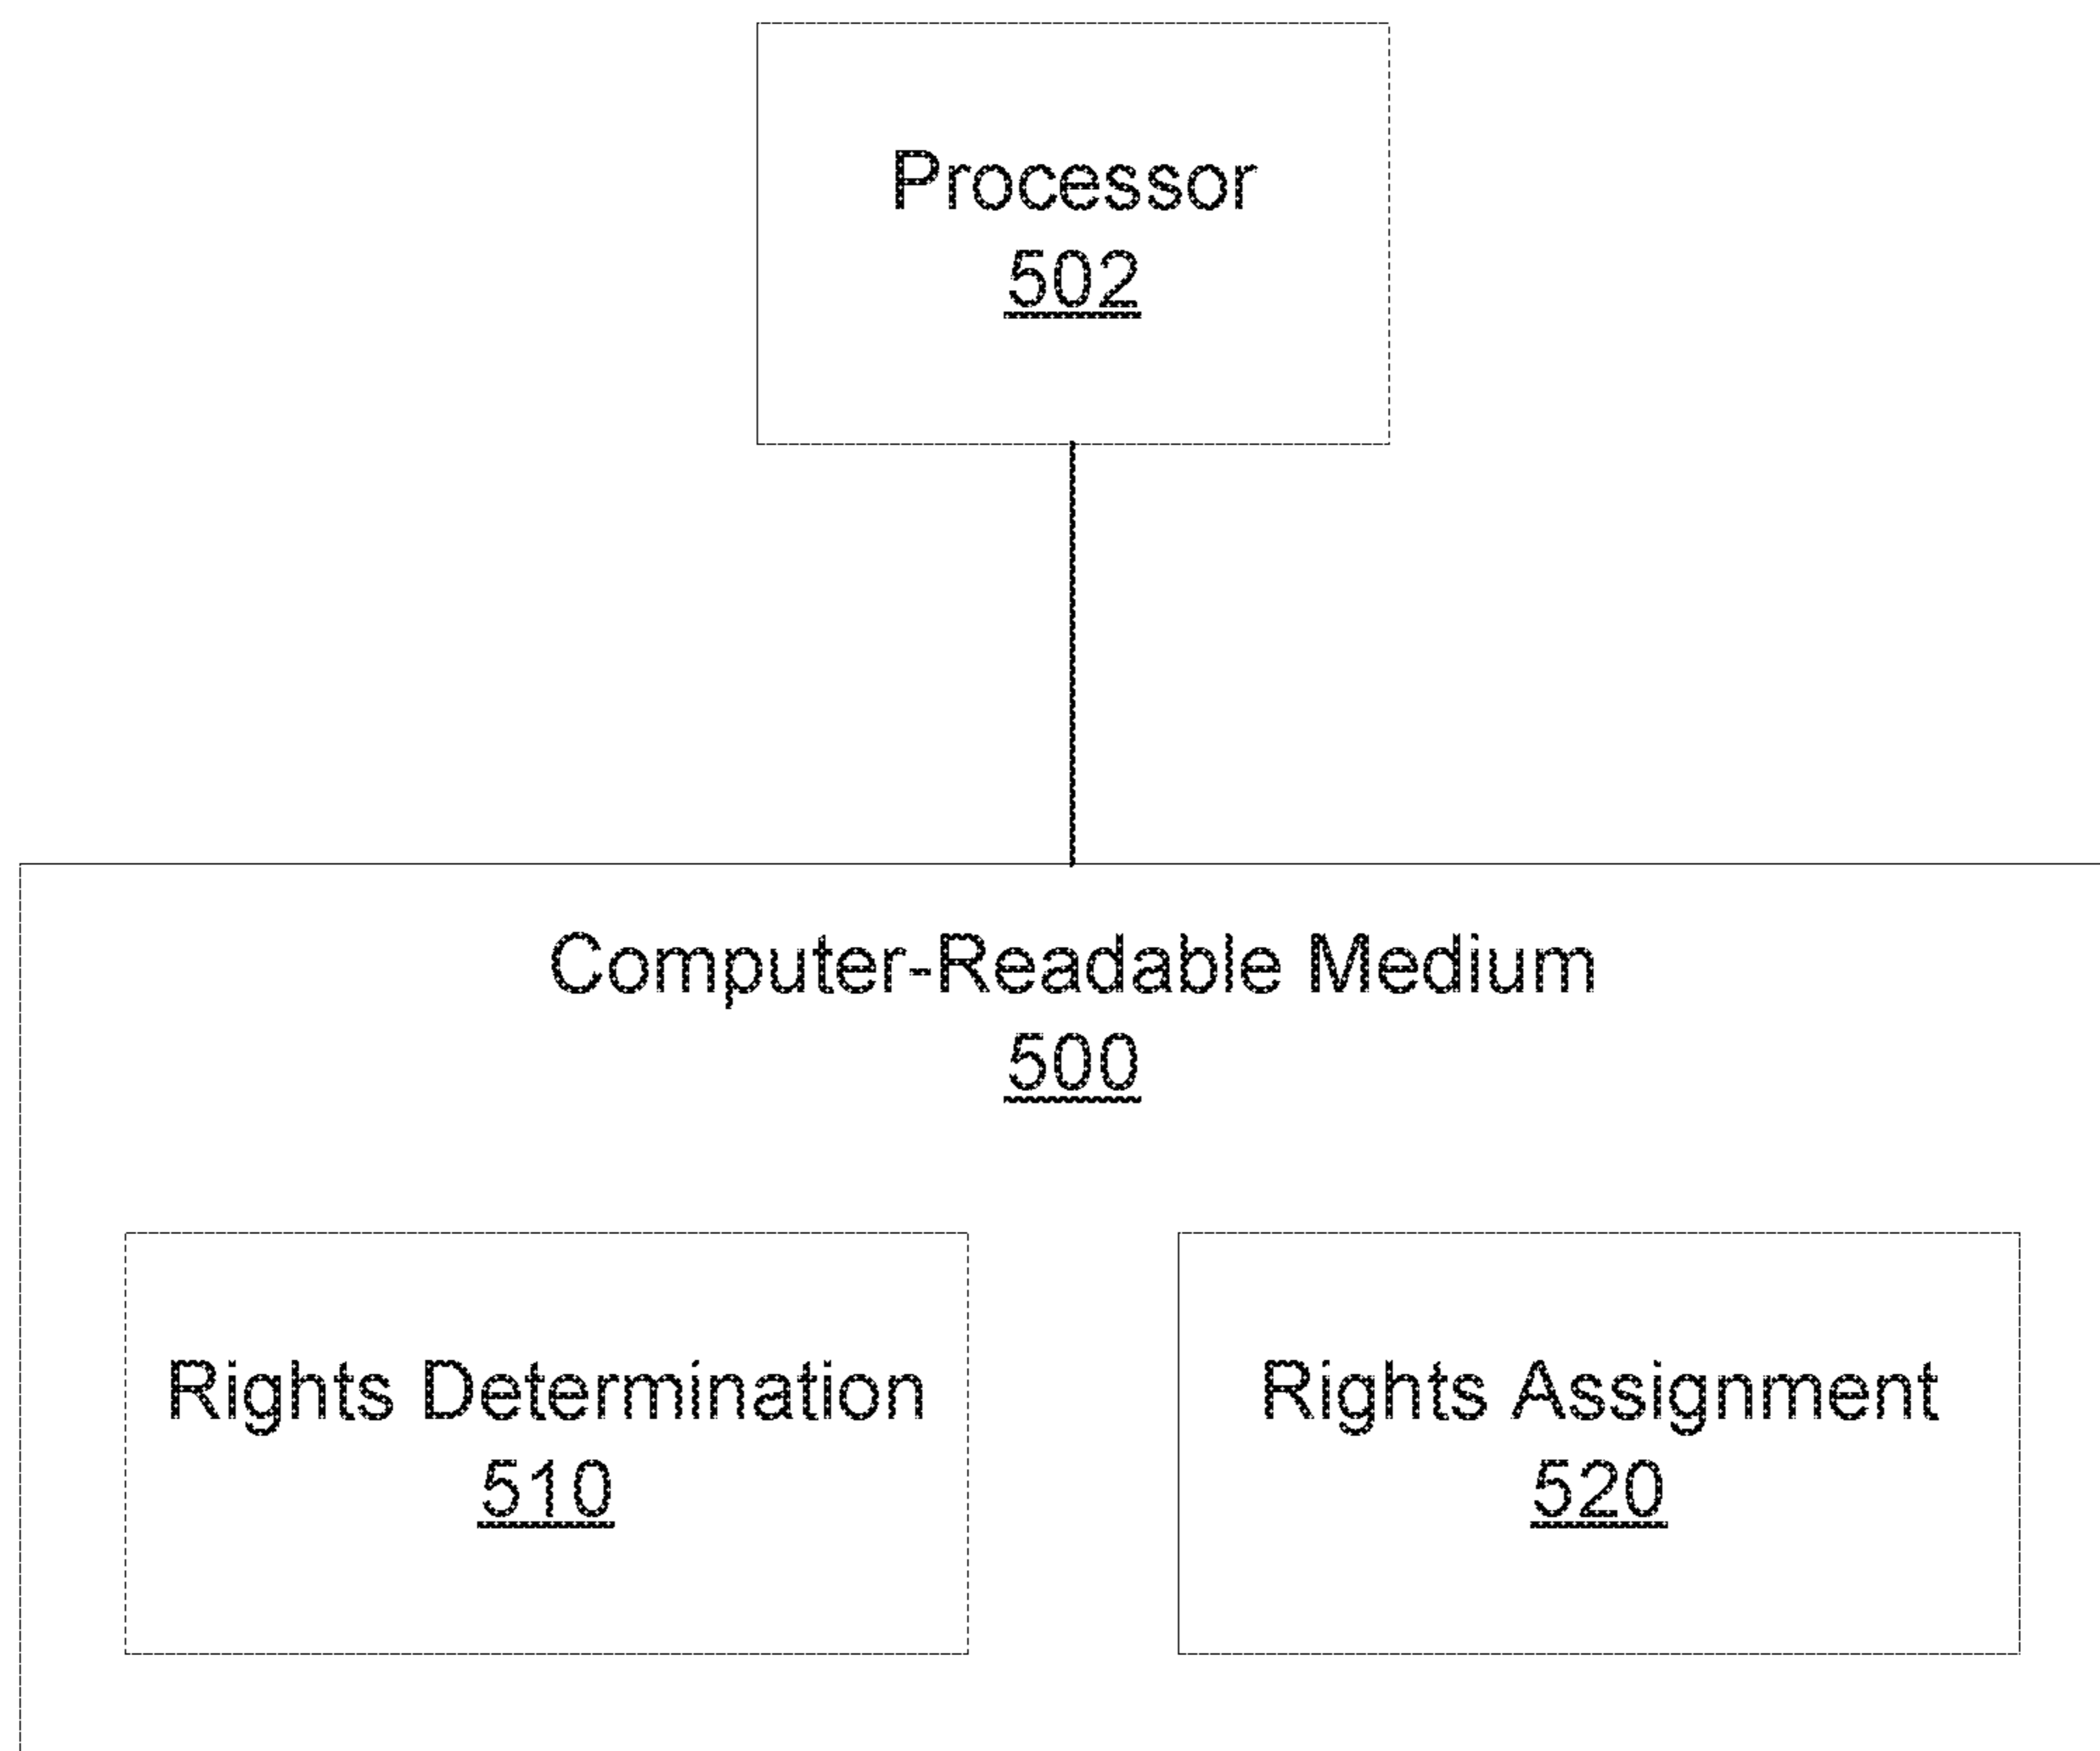 Processor
502
Computer-Readable Medium
500
Rights Determination
510
Rights Assignment
520